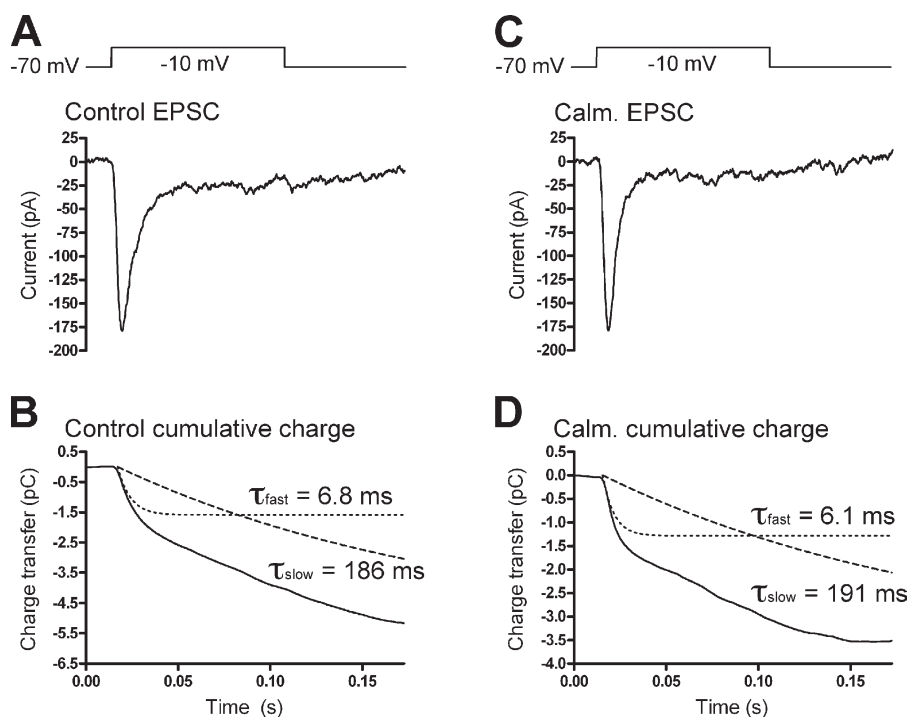 A
-70 mV
-10 mV
Control EPSC
25
0
-25
-50
-75
-100
-125
-150
-175
-200
Current (pA)
C
-70 mV
-10 mV
Calm. EPSC
25
0
-25
-50
-75
-100
-125
-150
-175
-200
Current (pA)
B
Control cumulative charge
0.5
-0.5
-1.5
-2.5
-3.5
-4.5
-5.5
-6.5
Charge transfer (pC)
τfast = 6.8 ms
τslow = 186 ms
0.00
0.05
0.10
0.15
Time (s)
D
Calm. cumulative charge
0.5
0.0
-0.5
-1.0
-1.5
-2.0
-2.5
-3.0
-3.5
-4.0
Charge transfer (pC)
τfast = 6.1 ms
τslow = 191 ms
0.00
0.05
0.10
0.15
Time (s)